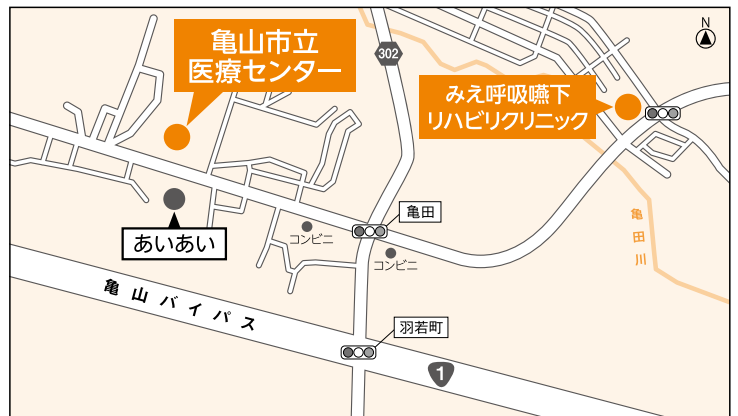 N
亀山市立
医療センター
302
みえ呼吸嚥下
リハビリクリニック
亀田
コンビニ
あいあい
コンビニ
亀田川
亀山バイパス
羽若町
1